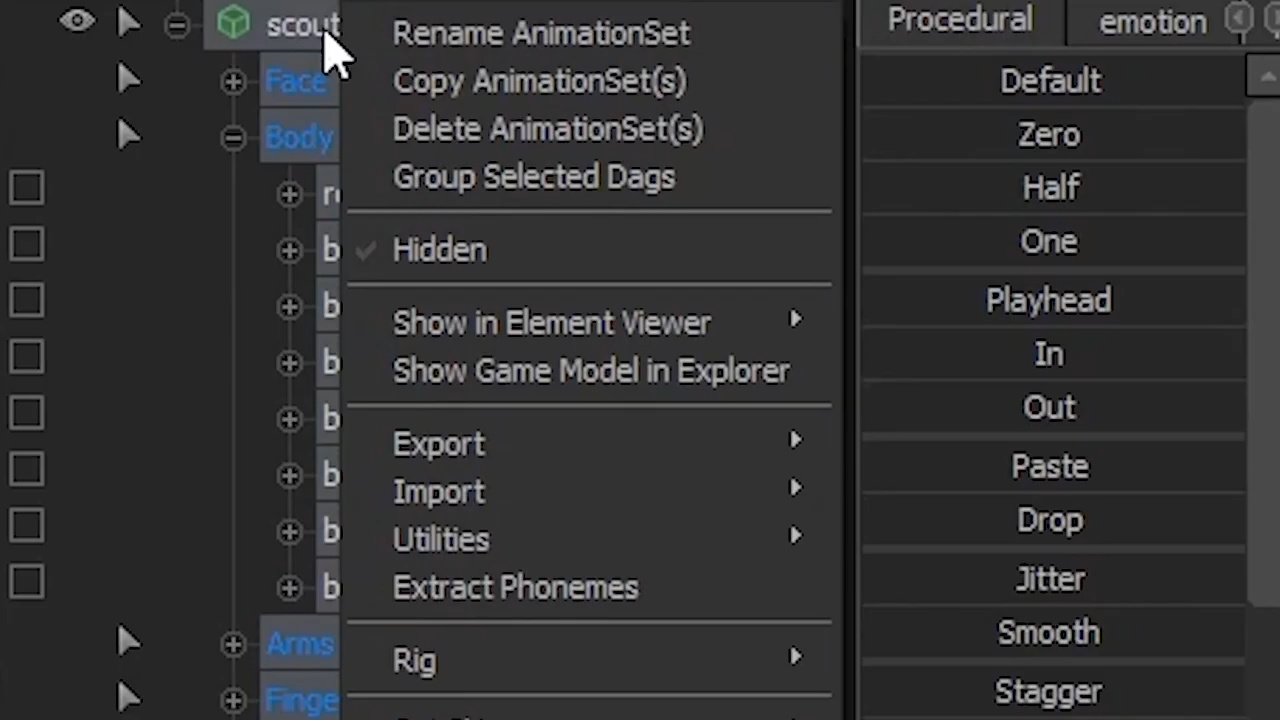 scout
Face
Body
Arms
Rename AnimationSet
Copy AnimationSet(s)
Delete AnimationSet(s)
Group Selected Dags
Hidden
Show in Element Viewer
Show Game Model in Explorer
Export
Import
Utilities
Extract Phonemes
Rig
Procedural
emotion
Default
Zero
Half
One
Playhead
In
Out
Paste
Drop
Jitter
Smooth
Stagger